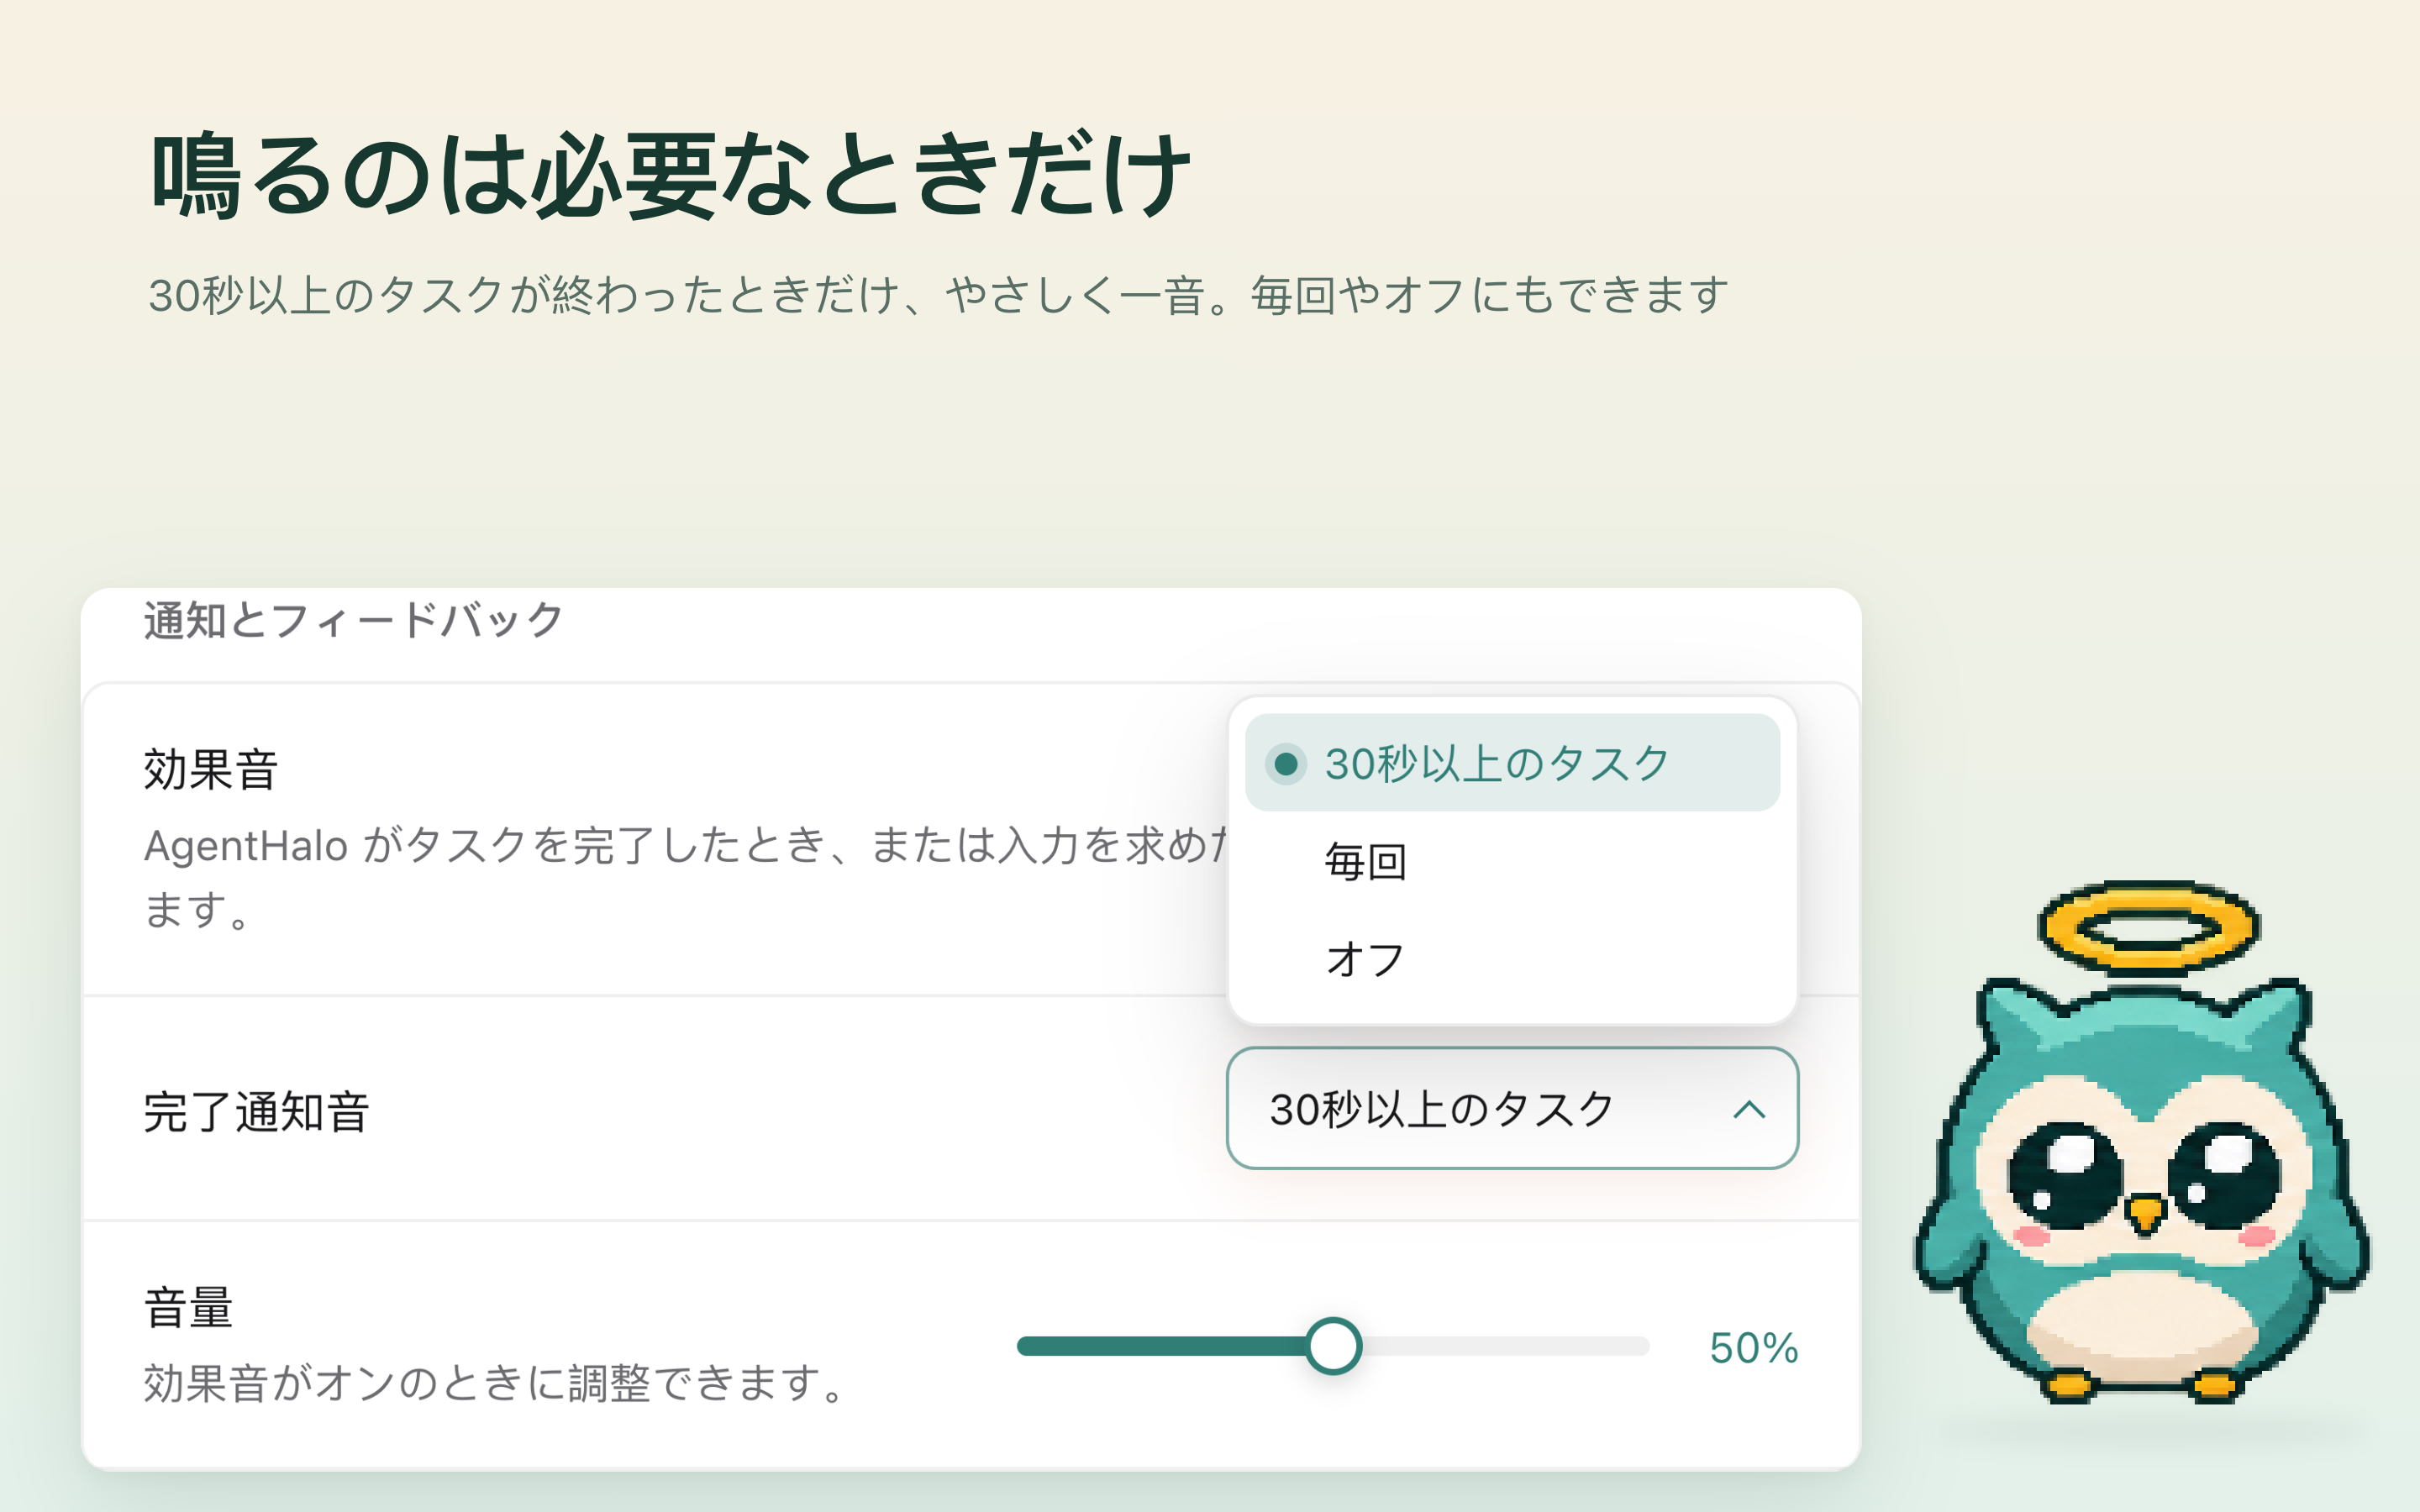 鳴るのは必要なときだけ
30秒以上のタスクが終わったときだけ、やさしく一音。毎回やオフにもできます
通知とフィードバック
効果音
AgentHalo がタスクを完了したとき、または入力を求め
ます。
30秒以上のタスク
毎回
オフ
完了通知音
30秒以上のタスク
音量
効果音がオンのときに調整できます。
50%